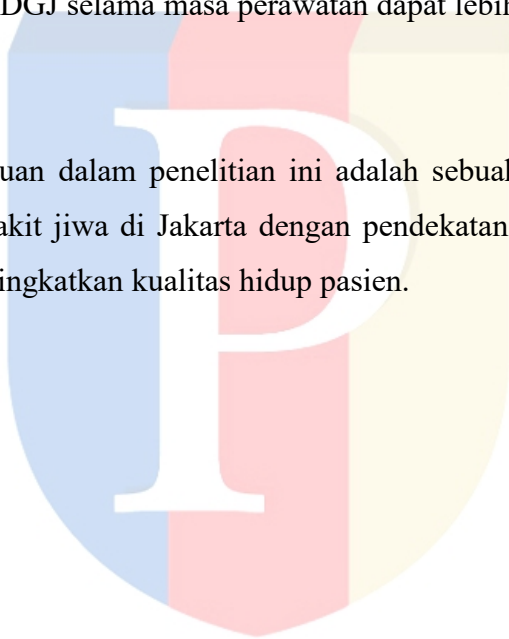 DGJ selama masa perawatan dapat lebih
uan dalam penelitian ini adalah sebual
akit jiwa di Jakarta dengan pendekatan
ingkatkan kualitas hidup pasien.
P